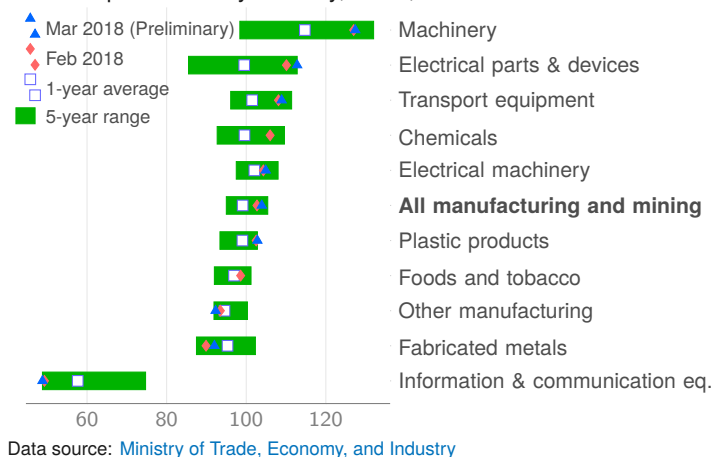 Mar 2018 (Preliminary)
Feb 2018
1-year average
5-year range
Machinery
Electrical parts & devices
Transport equipment
Chemicals
Electrical machinery
All manufacturing and mining
Plastic products
Foods and tobacco
Other manufacturing
Fabricated metals
Information & communication eq.
60 80 100 120
Data source: Ministry of Trade, Economy, and Industry